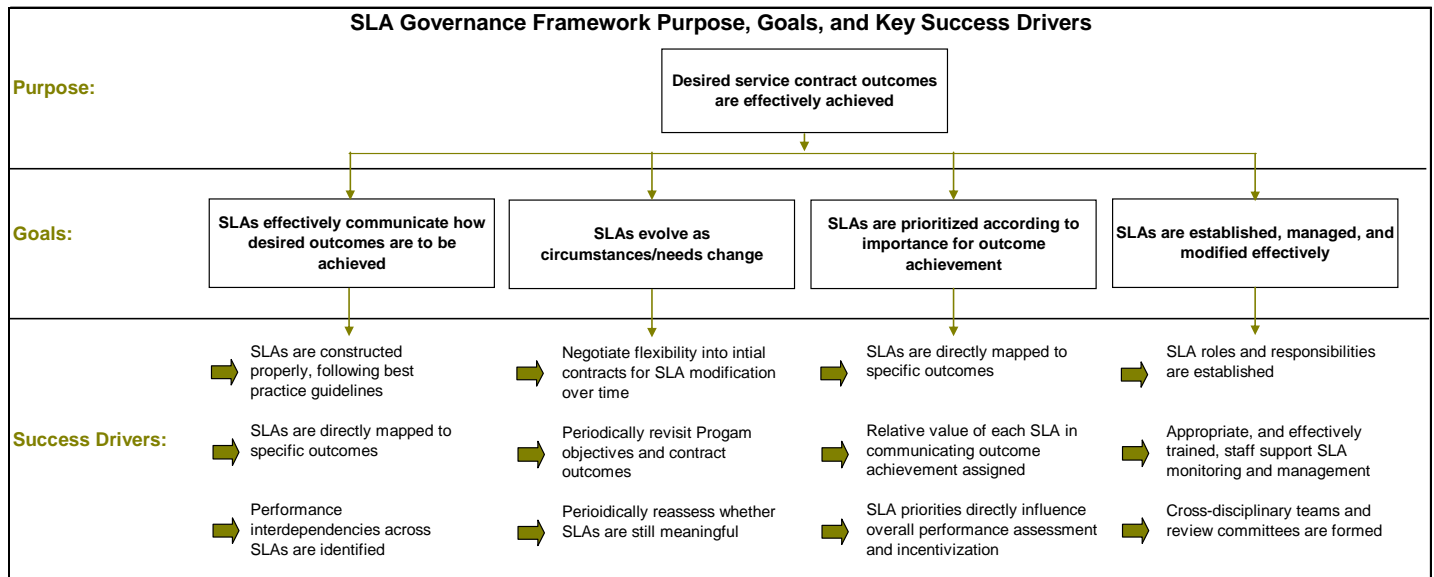 SLA Governance Framework Purpose, Goals, and Key Success Drivers
Purpose:
Desired service contract outcomes
are effectively achieved
Goals:
SLAs effectively communicate how
desired outcomes are to be
achieved
SLAs evolve as
circumstances/needs change
SLAs are prioritized according to
importance for outcome
achievement
SLAs are established, managed, and
modified effectively
Success Drivers:
SLAs are constructed
properly, following best
practice guidelines
SLAs are directly mapped to
specific outcomes
Performance
interdependencies across
SLAs are identified
Negotiate flexibility into intial
contracts for SLA modification
over time
Periodically revisit Progam
objectives and contract
outcomes
Perioidically reassess whether
SLAs are still meaningful
SLAs are directly mapped to
specific outcomes
Relative value of each SLA in
communicating outcome
achievement assigned
SLA priorities directly influence
overall performance assessment
and incentivization
SLA roles and responsibilities
are established
Appropriate, and effectively
trained, staff support SLA
monitoring and management
Cross-disciplinary teams and
review committees are formed